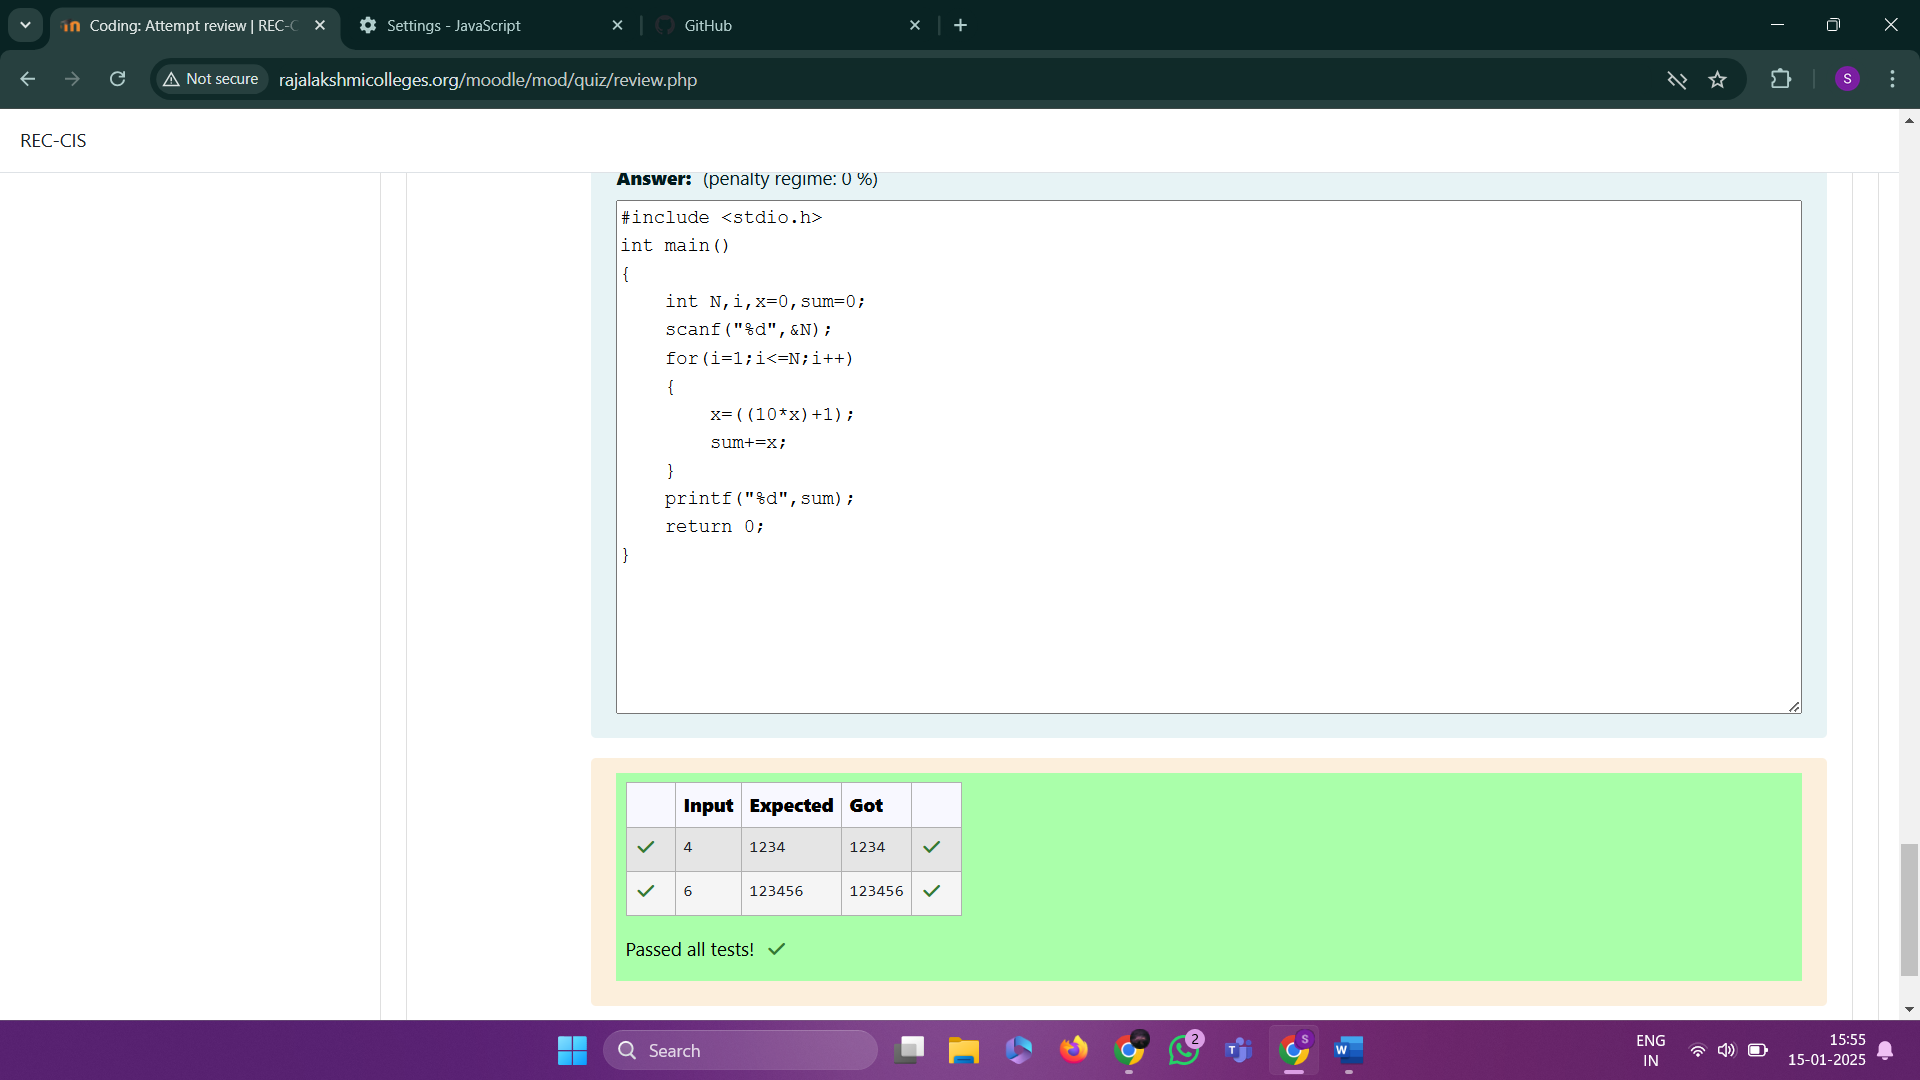 Coding: Attempt review | REC-C
Settings - JavaScript
GitHub
Not secure
rajalakshmicolleges.org/moodle/mod/quiz/review.php
S
REC-CIS
Answer: (penalty regime: 0 %)
#include <stdio.h>
int main()
{
    int N,i,x=0,sum=0;
    scanf("%d",&N);
    for(i=1;i<=N;i++)
    {
        x=((10*x)+1);
        sum+=x;
    }
    printf("%d",sum);
    return 0;
}
Input Expected Got
4 1234 1234
6 123456 123456
Passed all tests!
Search
2
T
S
W
ENG
IN
15:55
15-01-2025